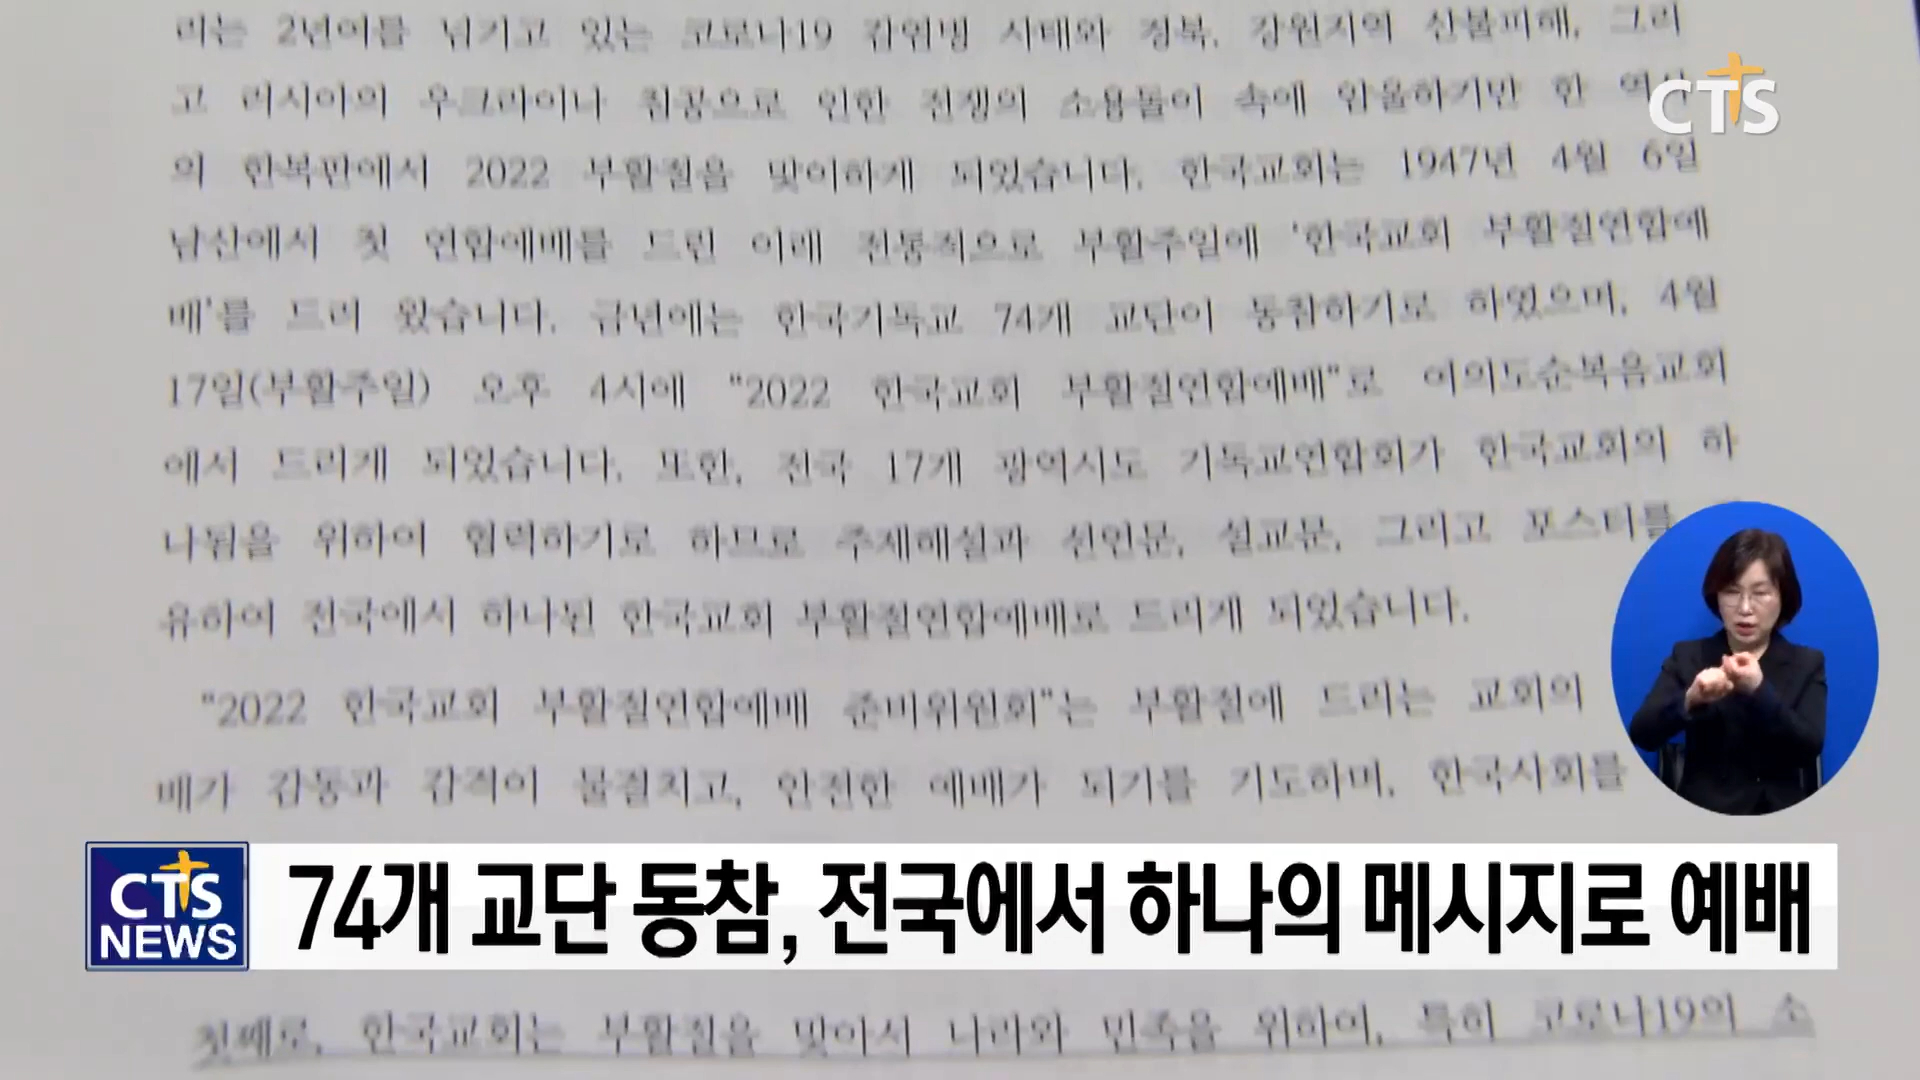 리는 2년여를 넘기고 있는 코로나19 감염병 사태와 경북, 강원지역 산불피해, 그리
고 러시아의 우크라이나 침공으로 인한 전쟁의 소용돌이 속에 암울하기만 한
CTS
의 한복판에서 2022 부활절을 맞이하게 되었습니다. 한국교회는 1947년 4월 6일
남산에서 첫 연합예배를 드린 이래 전통적으로 부활주일에 '한국교회 부활절연합예
배'를 드려 왔습니다. 금년에는 한국기독교 74개 교단이 동참하기로 하였으며, 4월
17일(부활주일) 오후 4시에 "2022 한국교회 부활절연합예배"로 여의도순복음교회
에서 드리게 되었습니다. 또한, 전국 17개 광역시도 기독교연합회가 한국교회의 하
나됨을 위하여 협력하기로 하므로 주제해설과 선언문, 설교문, 그리고 포스터를
유하여 전국에서 하나된 한국교회 부활절연합예배로 드리게 되었습니다.
"2022 한국교회 부활절연합예배 준비위원회"는 부활절에 드리는 교회의
배가 감동과 감격이 물결치고, 안전한 예배가 되기를 기도하며, 한국사회를
CTS NEWS
74개 교단 동참, 전국에서 하나의 메시지로 예배
첫째로, 한국교회는 부활절을 맞아서 나라와 민족을 위하여, 특히 코로나19의 소